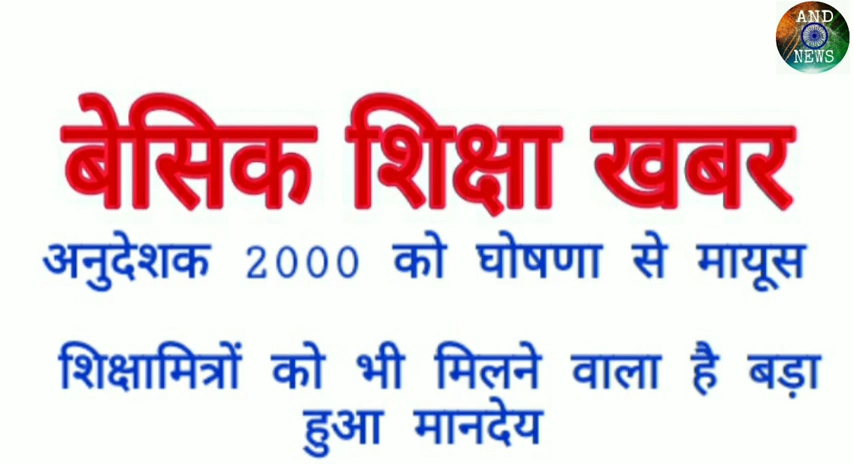 AND
NEWS
बेसिक शिक्षा खबर
अनुदेशक 2000 को घोषणा से मायूस
शिक्षामित्रों को भी मिलने वाला है बड़ा
हुआ मानदेय